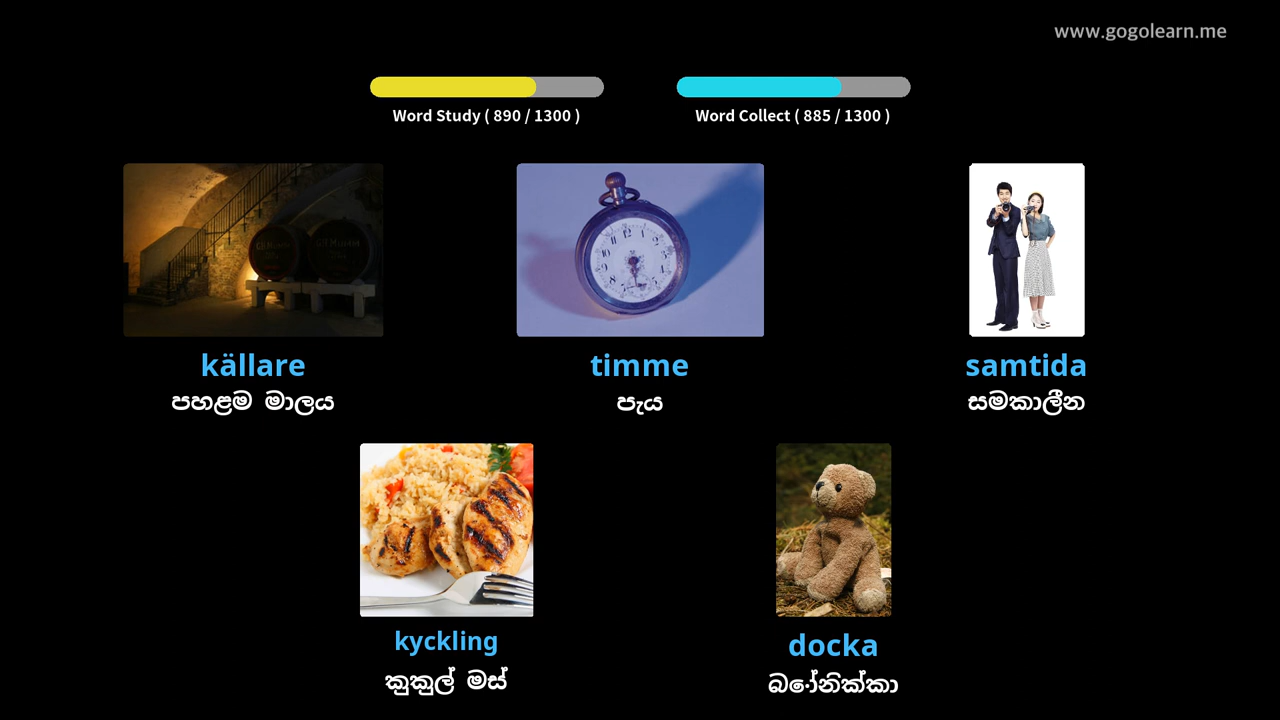 www.gogolearn.me
Word Study ( 890 / 1300 )
Word Collect ( 885 / 1300 )
källare
පහළම මාලය
timme
පැය
samtida
සමකාලීන
kyckling
කුකුල් මස්
docka
බෝනික්කා